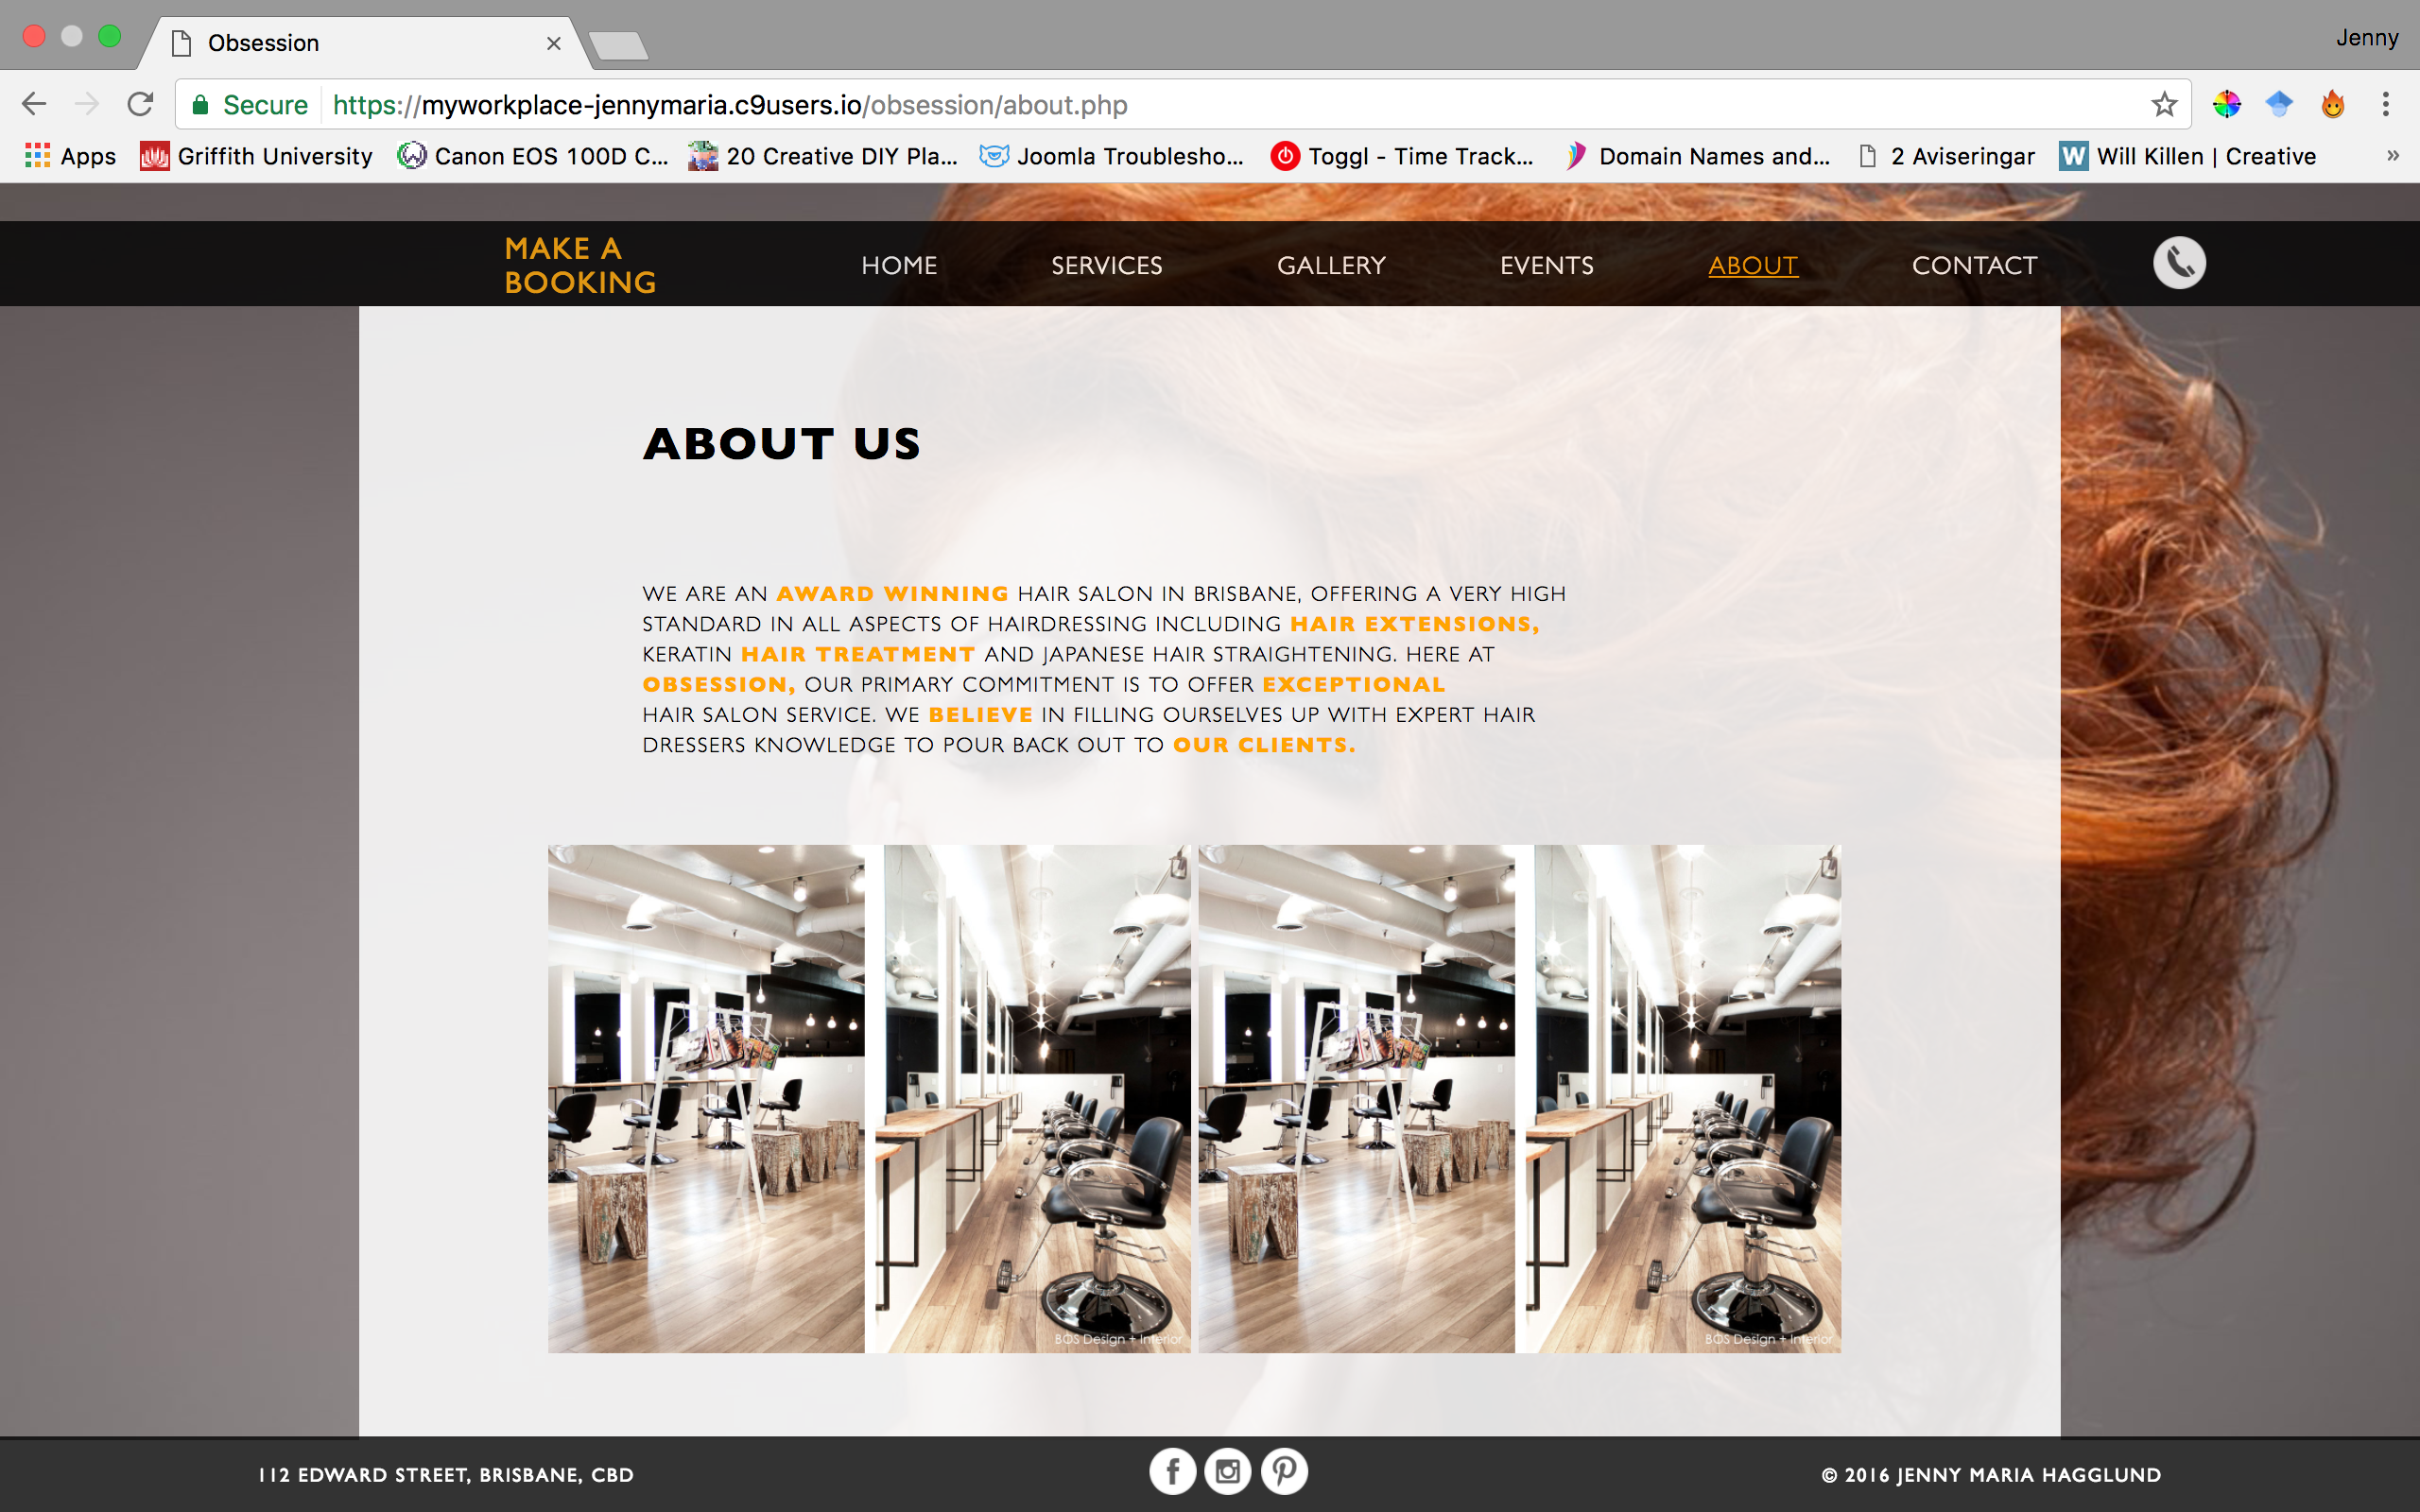 Obsession
Jenny
Secure https://myworkplace-jennymaria.c9users.io/obsession/about.php
Apps Griffith University Canon EOS 100D C... 20 Creative DIY Pla... Joomla Troublesho... Toggl - Time Track... Domain Names and... 2 Aviseringar W Will Killen | Creative »
MAKE A
BOOKING
HOME SERVICES GALLERY EVENTS ABOUT CONTACT
ABOUT US
WE ARE AN AWARD WINNING HAIR SALON IN BRISBANE, OFFERING A VERY HIGH
STANDARD IN ALL ASPECTS OF HAIRDRESSING INCLUDING HAIR EXTENSIONS,
KERATIN HAIR TREATMENT AND JAPANESE HAIR STRAIGHTENING. HERE AT
OBSESSION, OUR PRIMARY COMMITMENT IS TO OFFER EXCEPTIONAL
HAIR SALON SERVICE. WE BELIEVE IN FILLING OURSELVES UP WITH EXPERT HAIR
DRESSERS KNOWLEDGE TO POUR BACK OUT TO OUR CLIENTS.
BOS Design + Interior BOS Design + Interior
112 EDWARD STREET, BRISBANE, CBD
© 2016 JENNY MARIA HAGGLUND